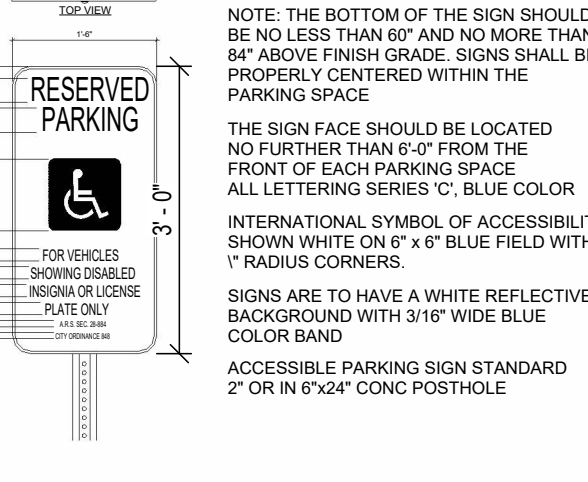 TOP VIEW
1'-6"
RESERVED
PARKING
FOR VEHICLES
SHOWING DISABLED
INSIGNIA OR LICENSE
PLATE ONLY
A.R.S. SEC. 28-884
CITY ORDINANCE 848
3' - 0"
NOTE: THE BOTTOM OF THE SIGN SHOULD
BE NO LESS THAN 60" AND NO MORE THAN
84" ABOVE FINISH GRADE. SIGNS SHALL BE
PROPERLY CENTERED WITHIN THE
PARKING SPACE
THE SIGN FACE SHOULD BE LOCATED
NO FURTHER THAN 6'-0" FROM THE
FRONT OF EACH PARKING SPACE
ALL LETTERING SERIES 'C', BLUE COLOR
INTERNATIONAL SYMBOL OF ACCESSIBILIT
SHOWN WHITE ON 6" x 6" BLUE FIELD WITH
\" RADIUS CORNERS.
SIGNS ARE TO HAVE A WHITE REFLECTIVE
BACKGROUND WITH 3/16" WIDE BLUE
COLOR BAND
ACCESSIBLE PARKING SIGN STANDARD
2" OR IN 6"x24" CONC POSTHOLE